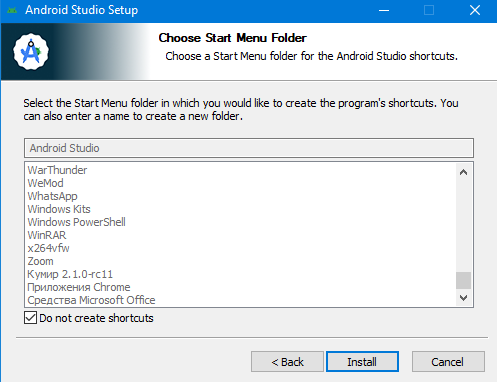 Android Studio Setup
Choose Start Menu Folder
Choose a Start Menu folder for the Android Studio shortcuts.
Select the Start Menu folder in which you would like to create the program's shortcuts. You
can also enter a name to create a new folder.
Android Studio
WarThunder
WeMod
WhatsApp
Windows Kits
Windows PowerShell
WinRAR
x264vfw
Zoom
Кумир 2.1.0-rc11
Приложения Chrome
Средства Microsoft Office
Do not create shortcuts
< Back
Install
Cancel